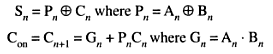 Sₙ = Pₙ ⊕ Cₙ where Pₙ = Aₙ ⊕ Bₙ
Cₒₙ = Cₙ₊₁ = Gₙ + PₙCₙ where Gₙ = Aₙ · Bₙ